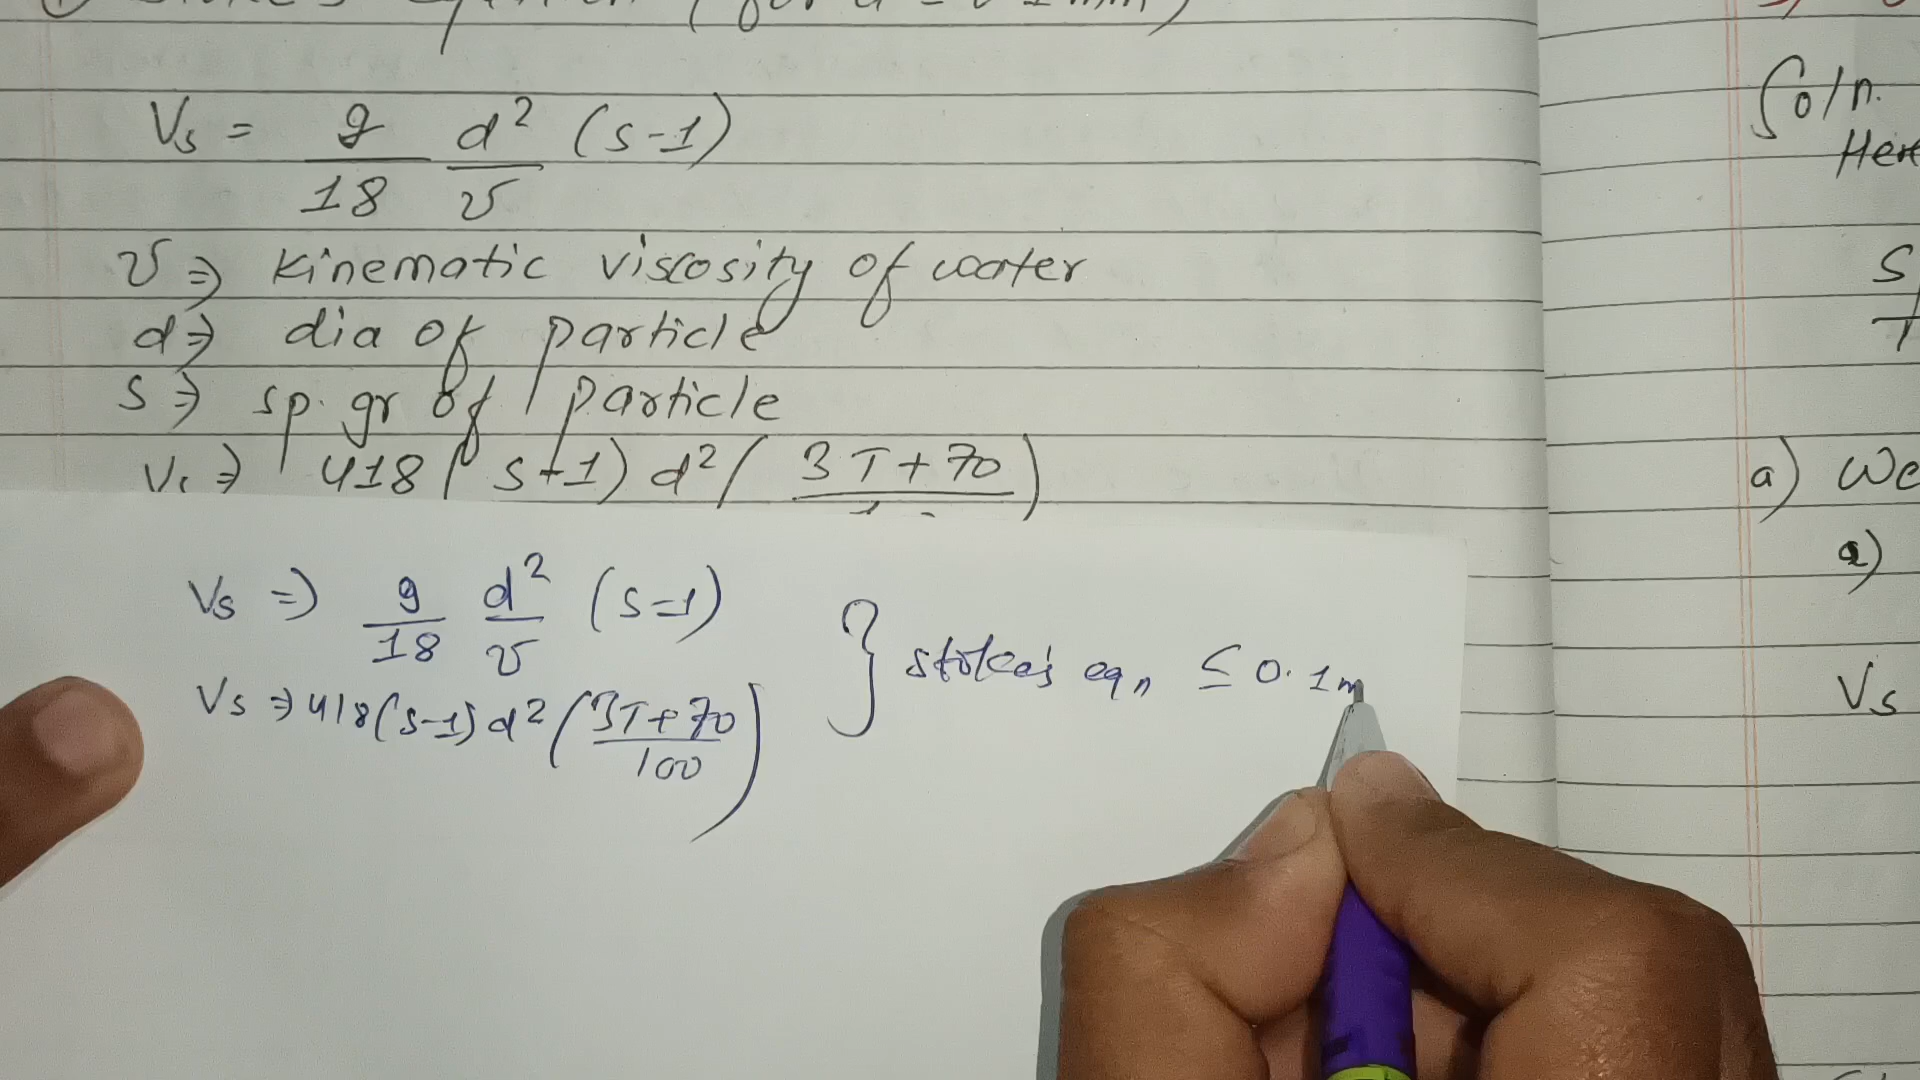 Vs = g/18 d²/υ (s-1)
υ ⇒ kinematic viscosity of water
d ⇒ dia of particle
s ⇒ sp. gr of particle
Vs ⇒ 418 (s+1) d² (3T+70
Vs ⇒ g/18 d²/υ (s=1)
Vs ⇒ 418(s-1)d² (3T+70/100)
} stoke's eqn ≤ 0.1m
Soln.
Here
S
T
a) We
a)
Vs